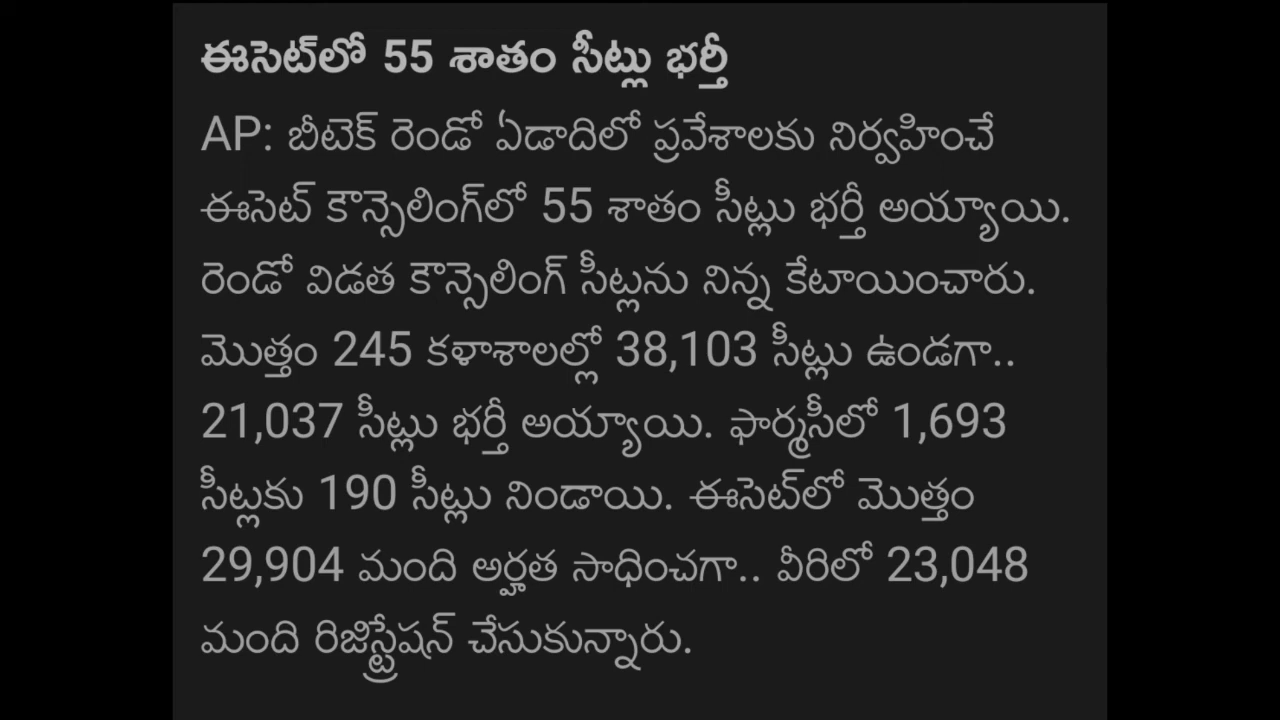 ఈసెట్‌లో 55 శాతం సీట్లు భర్తీ
AP: బీటెక్ రెండో ఏడాదిలో ప్రవేశాలకు నిర్వహించే
ఈసెట్ కౌన్సెలింగ్‌లో 55 శాతం సీట్లు భర్తీ అయ్యాయి.
రెండో విడత కౌన్సెలింగ్ సీట్లను నిన్న కేటాయించారు.
మొత్తం 245 కళాశాలల్లో 38,103 సీట్లు ఉండగా..
21,037 సీట్లు భర్తీ అయ్యాయి. ఫార్మసీలో 1,693
సీట్లకు 190 సీట్లు నిండాయి. ఈసెట్‌లో మొత్తం
29,904 మంది అర్హత సాధించగా.. వీరిలో 23,048
మంది రిజిస్ట్రేషన్ చేసుకున్నారు.